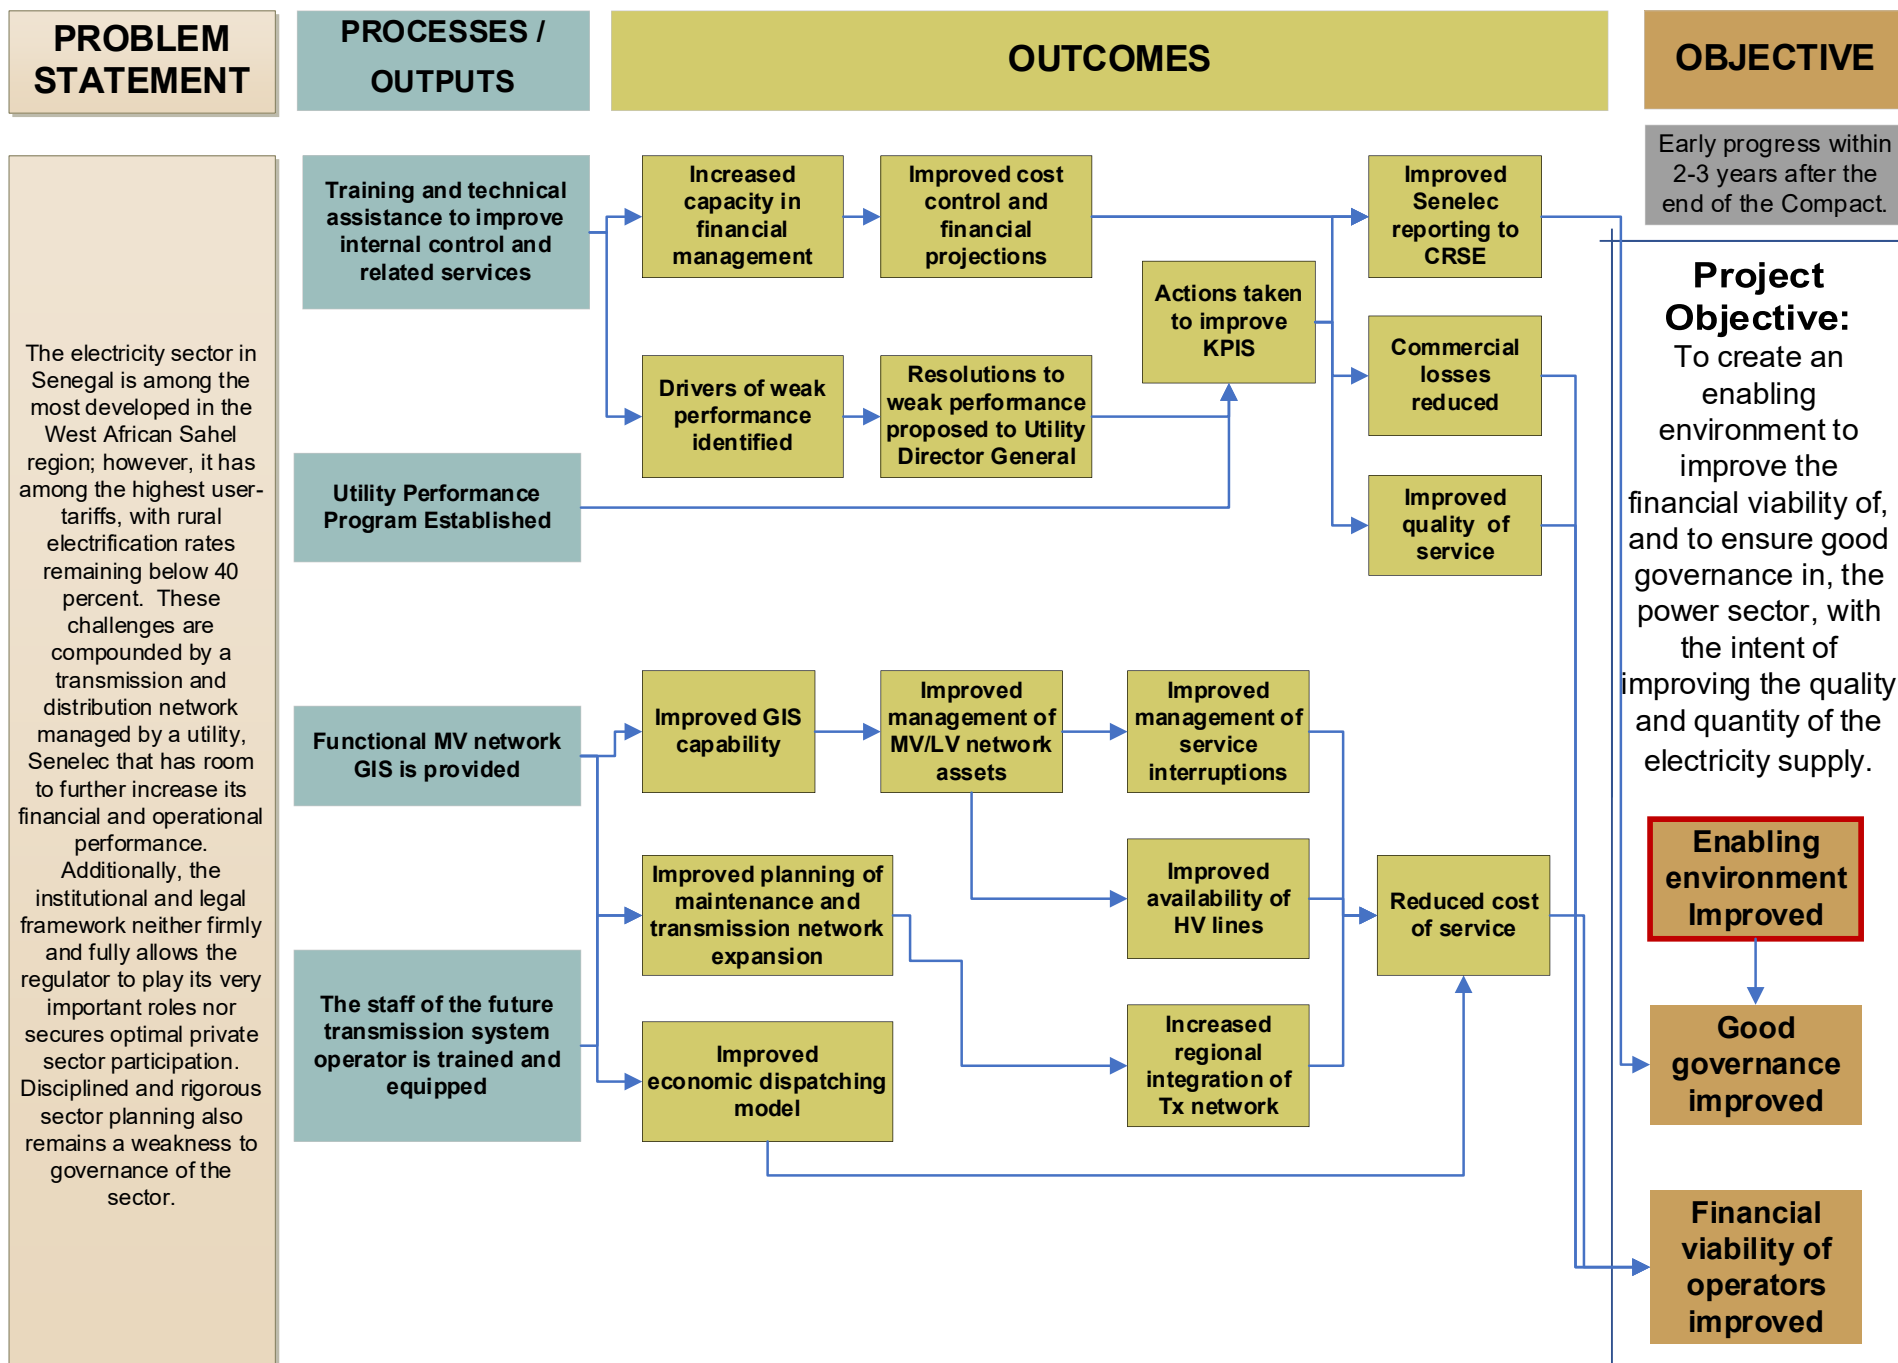 PROBLEM
STATEMENT
PROCESSES /
OUTPUTS
OUTCOMES
OBJECTIVE
Early progress within
2-3 years after the
end of the Compact.
The electricity sector in
Senegal is among the
most developed in the
West African Sahel
region; however, it has
among the highest user-
tariffs, with rural
electrification rates
remaining below 40
percent.  These
challenges are
compounded by a
transmission and
distribution network
managed by a utility,
Senelec that has room
to further increase its
financial and operational
performance.
Additionally, the
institutional and legal
framework neither firmly
and fully allows the
regulator to play its very
important roles nor
secures optimal private
sector participation.
Disciplined and rigorous
sector planning also
remains a weakness to
governance of the
sector.
Training and technical
assistance to improve
internal control and
related services
Utility Performance
Program Established
Functional MV network
GIS is provided
The staff of the future
transmission system
operator is trained and
equipped
Increased
capacity in
financial
management
Improved cost
control and
financial
projections
Drivers of weak
performance
identified
Resolutions to
weak performance
proposed to Utility
Director General
Actions taken
to improve
KPIS
Improved
Senelec
reporting to
CRSE
Commercial
losses
reduced
Improved
quality of
service
Improved GIS
capability
Improved
management of
MV/LV network
assets
Improved
management of
service
interruptions
Improved planning of
maintenance and
transmission network
expansion
Improved
availability of
HV lines
Reduced cost
of service
Improved
economic dispatching
model
Increased
regional
integration of
Tx network
Project
Objective:
To create an
enabling
environment to
improve the
financial viability of,
and to ensure good
governance in, the
power sector, with
the intent of
improving the quality
and quantity of the
electricity supply.
Enabling
environment
Improved
Good
governance
improved
Financial
viability of
operators
improved